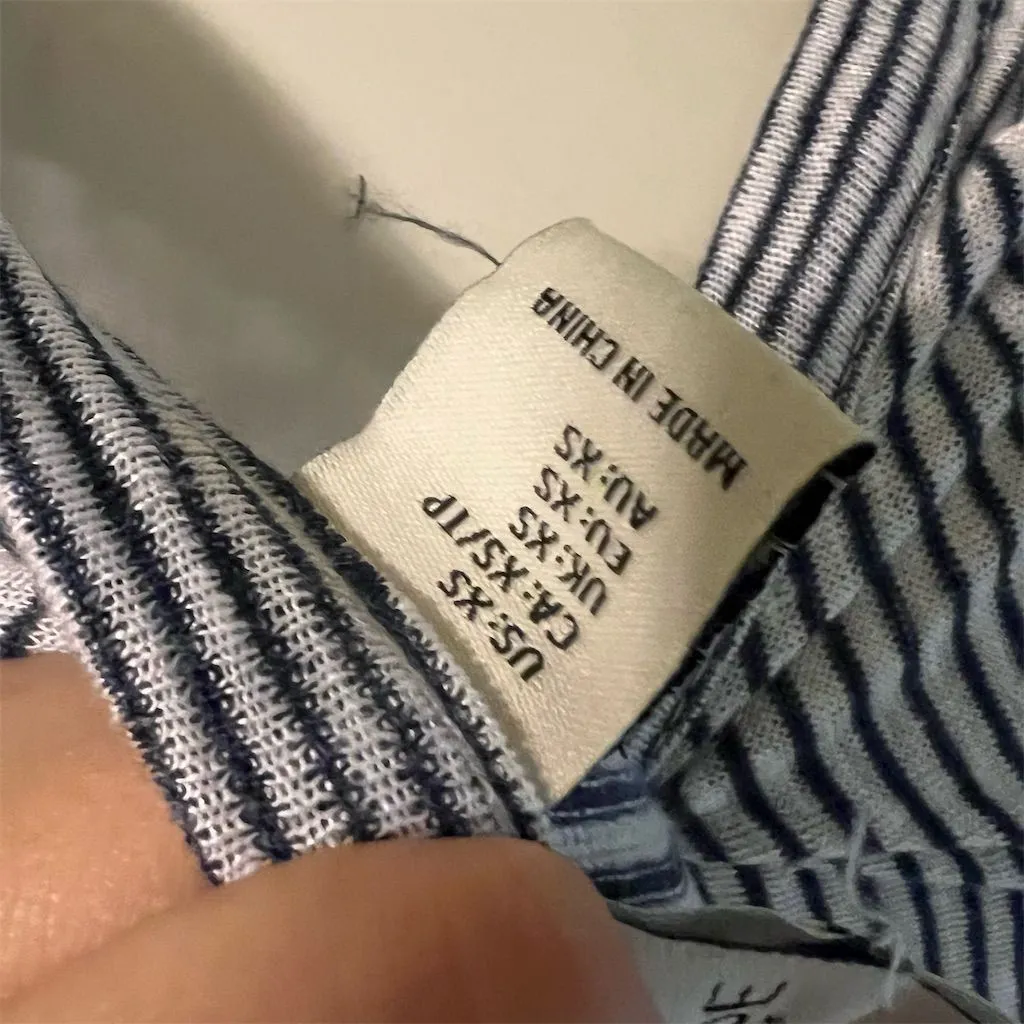 US: XS
CA: XS/TP
UK: XS
EU: XS
AU: XS
MADE IN CHINA